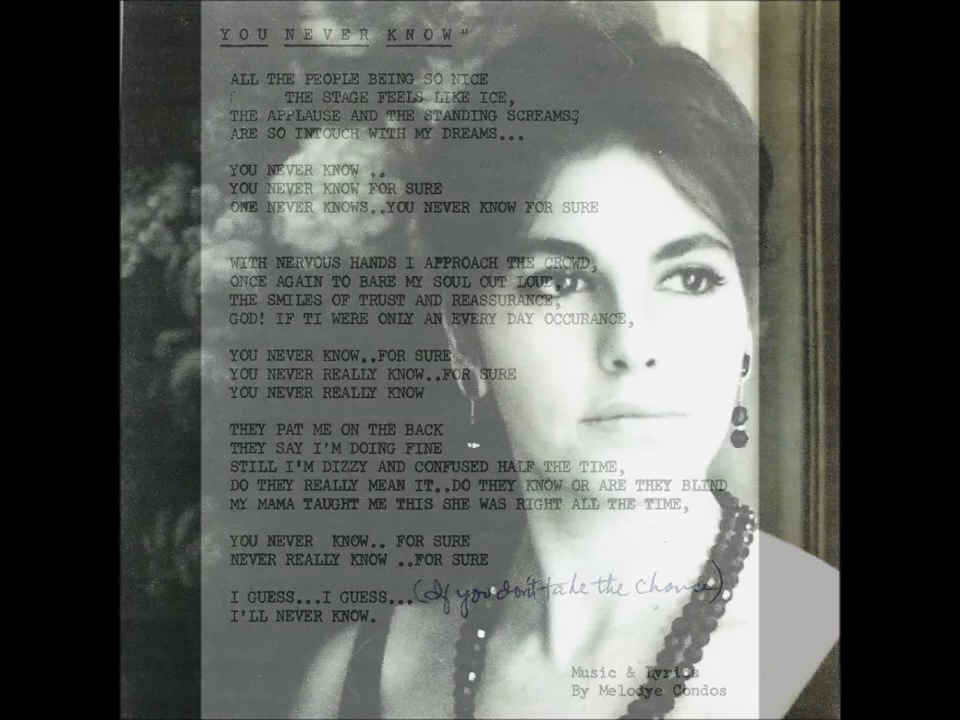 YOU NEVER KNOW"
ALL THE PEOPLE BEING SO NICE
THE STAGE FEELS LIKE ICE,
THE APPLAUSE AND THE STANDING SCREAMS;
ARE SO INTOUCH WITH MY DREAMS...
YOU NEVER KNOW ..
YOU NEVER KNOW FOR SURE
ONE NEVER KNOWS..YOU NEVER KNOW FOR SURE
WITH NERVOUS HANDS I APPROACH THE CROWD,
ONCE AGAIN TO BARE MY SOUL OUT LOUD.
THE SMILES OF TRUST AND REASSURANCE,
GOD! IF TI WERE ONLY AN EVERY DAY OCCURANCE,
YOU NEVER KNOW..FOR SURE
YOU NEVER REALLY KNOW..FOR SURE
YOU NEVER REALLY KNOW
THEY PAT ME ON THE BACK
THEY SAY I'M DOING FINE
STILL I'M DIZZY AND CONFUSED HALF THE TIME,
DO THEY REALLY MEAN IT..DO THEY KNOW OR ARE THEY BLIND
MY MAMA TAUGHT ME THIS SHE WAS RIGHT ALL THE TIME,
YOU NEVER KNOW.. FOR SURE
NEVER REALLY KNOW ..FOR SURE
I GUESS...I GUESS...(If you don't take the chance)
I'LL NEVER KNOW.
Music & Lyrics
By Melodye Condos